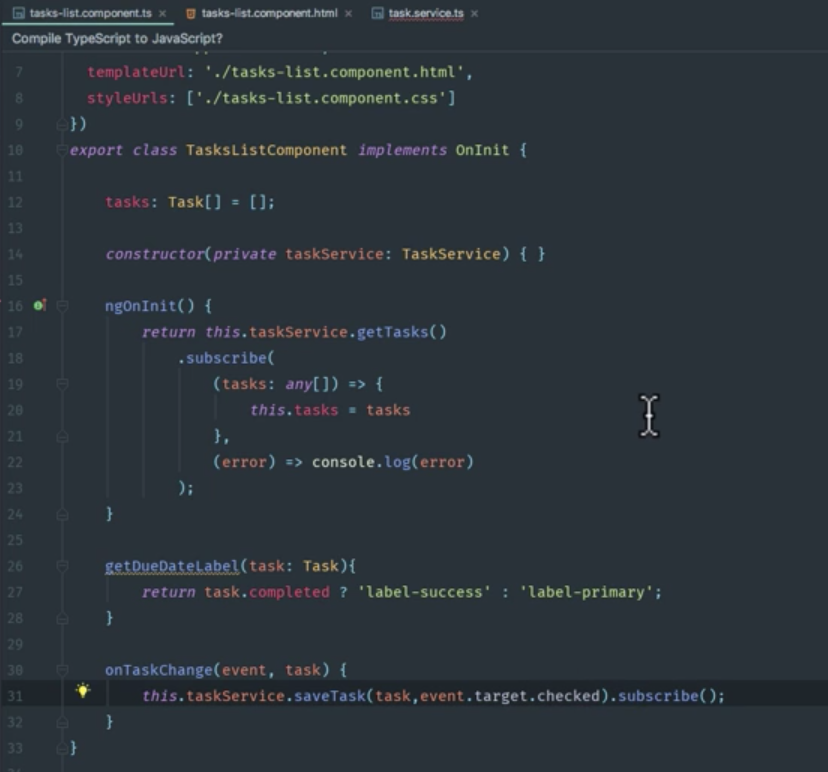 tasks-list.component.ts × tasks-list.component.html × task.service.ts ×
Compile TypeScript to JavaScript?
7 templateUrl: './tasks-list.component.html',
8 styleUrls: ['./tasks-list.component.css']
9 })
10 export class TasksListComponent implements OnInit {
11
12 tasks: Task[] = [];
13
14 constructor(private taskService: TaskService) { }
15
16 ngOnInit() {
17 return this.taskService.getTasks()
18 .subscribe(
19 (tasks: any[]) => {
20 this.tasks = tasks
21 },
22 (error) => console.log(error)
23 );
24 }
25
26 getDueDateLabel(task: Task){
27 return task.completed ? 'label-success' : 'label-primary';
28 }
29
30 onTaskChange(event, task) {
31 this.taskService.saveTask(task,event.target.checked).subscribe();
32 }
33 }